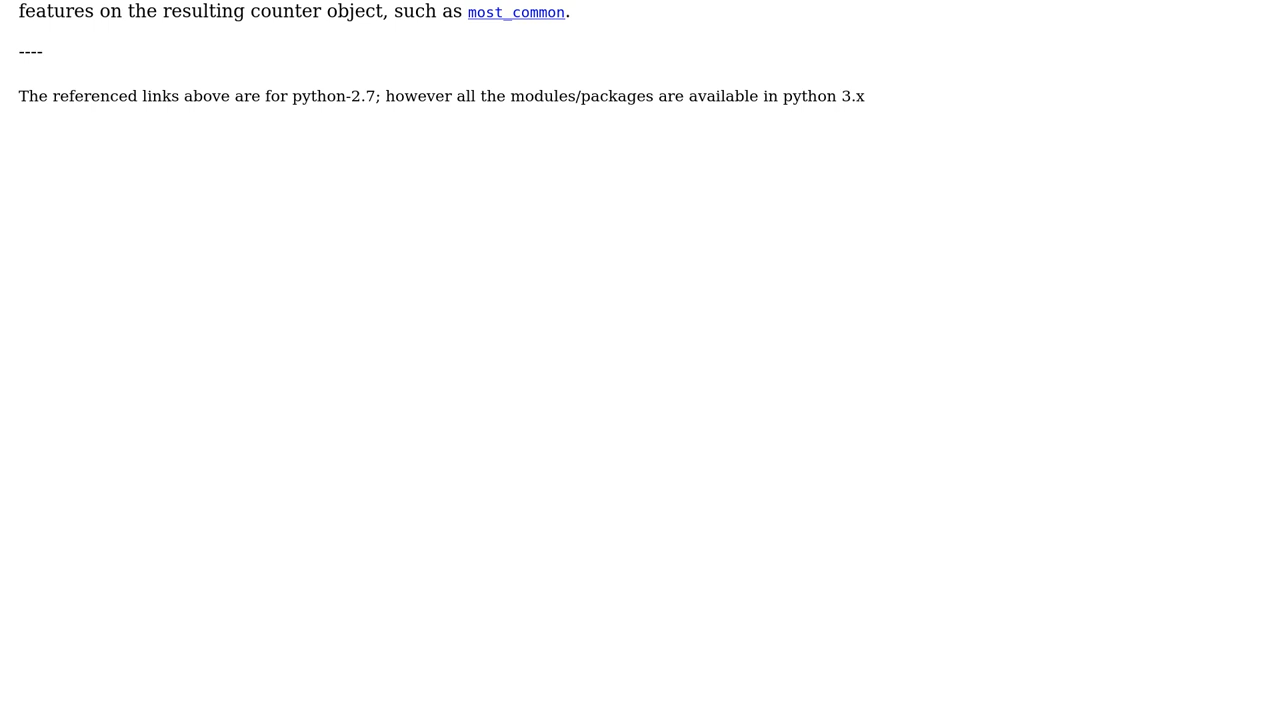 features on the resulting counter object, such as most_common.
----
The referenced links above are for python-2.7; however all the modules/packages are available in python 3.x